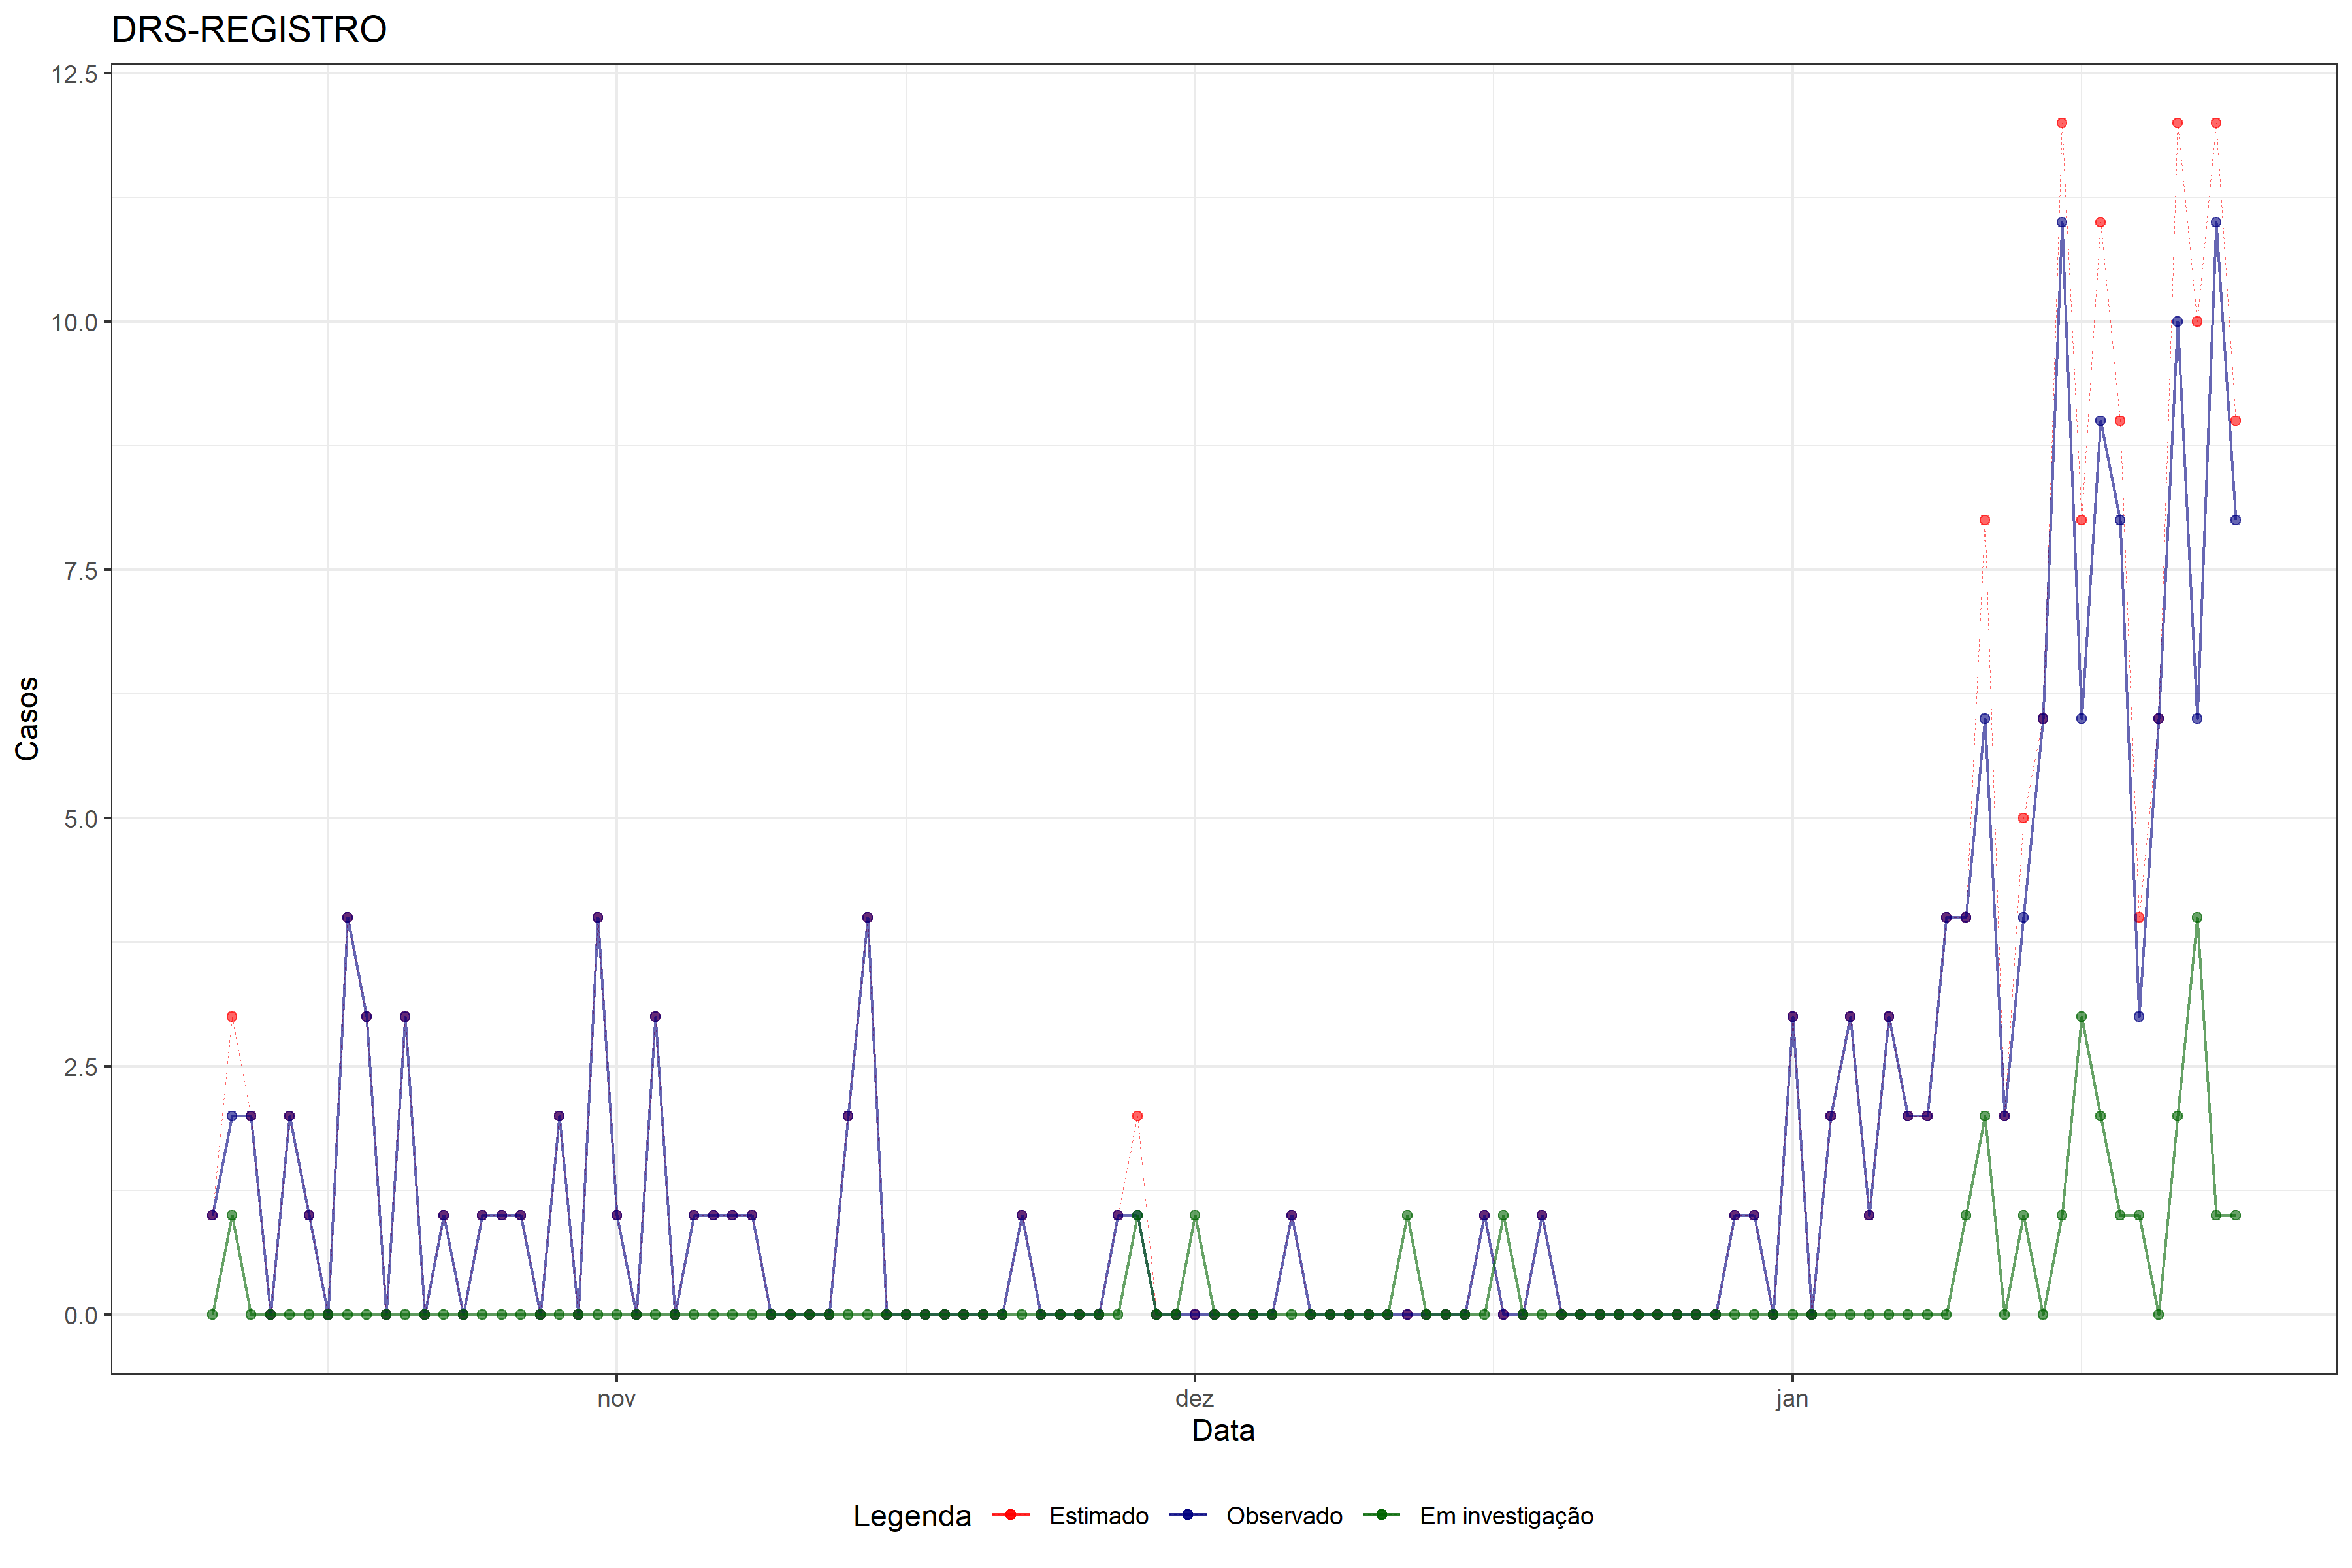 DRS-REGISTRO
12.5
10.0
7.5
5.0
2.5
0.0
Casos
nov dez jan
Data
Legenda Estimado Observado Em investigação